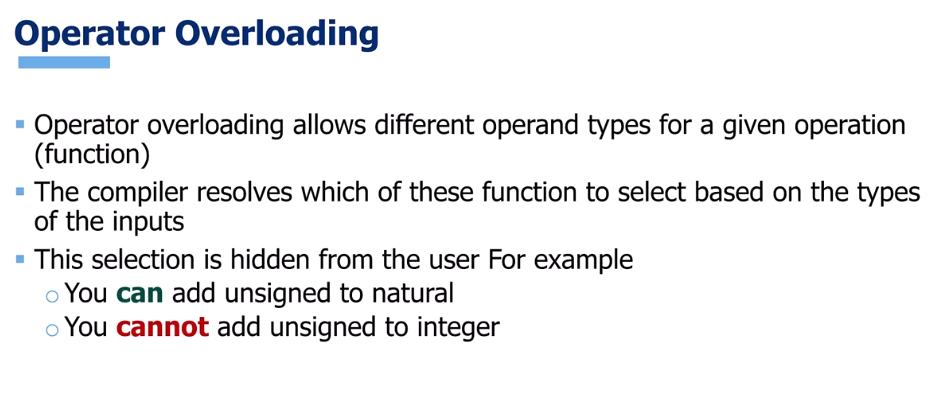 Operator Overloading
▪ Operator overloading allows different operand types for a given operation
(function)
▪ The compiler resolves which of these function to select based on the types
of the inputs
▪ This selection is hidden from the user For example
○ You can add unsigned to natural
○ You cannot add unsigned to integer